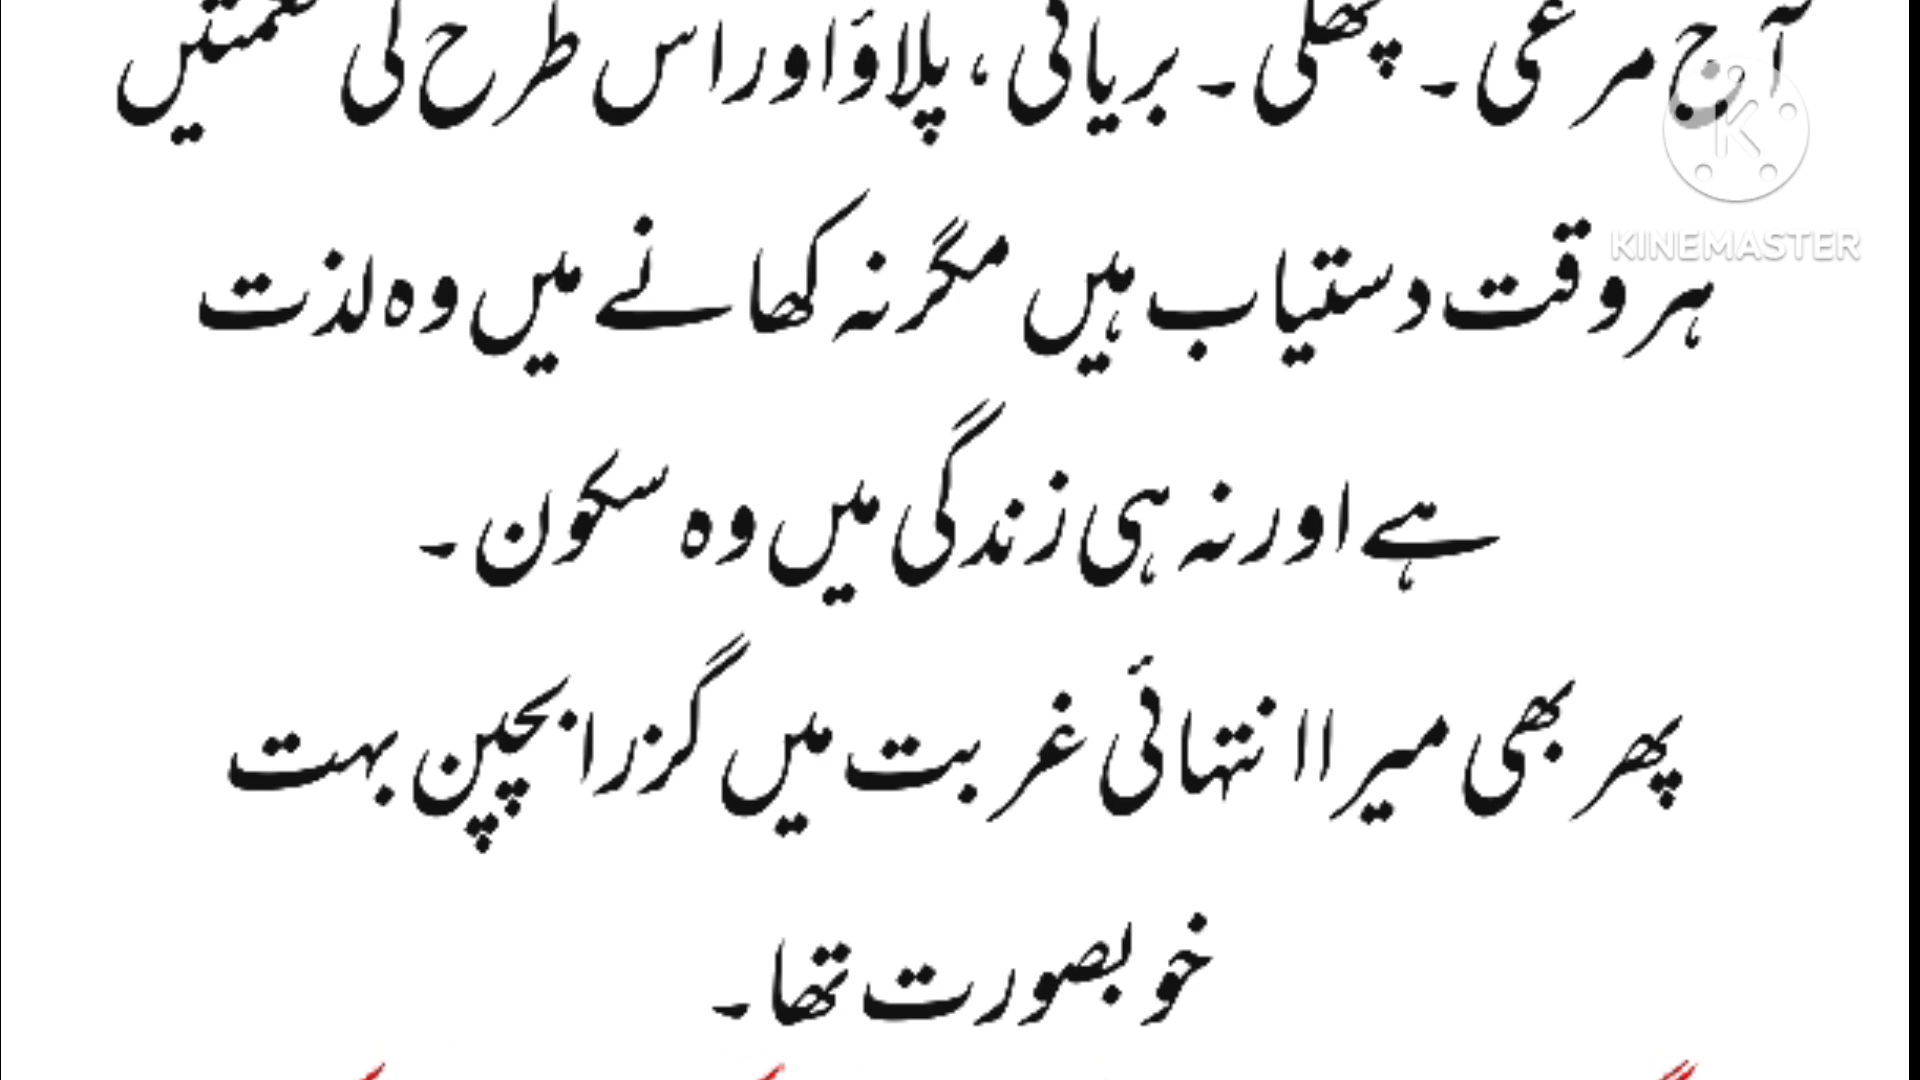 آج مرغی۔ مچھلی۔ بریانی، پلاؤ اور اس طرح کی نعمتیں
KINEMASTER
ہر وقت دستیاب ہیں مگر نہ کھانے میں وہ لذت
ہے اور نہ ہی زندگی میں وہ سکون۔
پھر بھی میرا انتہائی غربت میں گزرا بچپن بہت
خوبصورت تھا۔